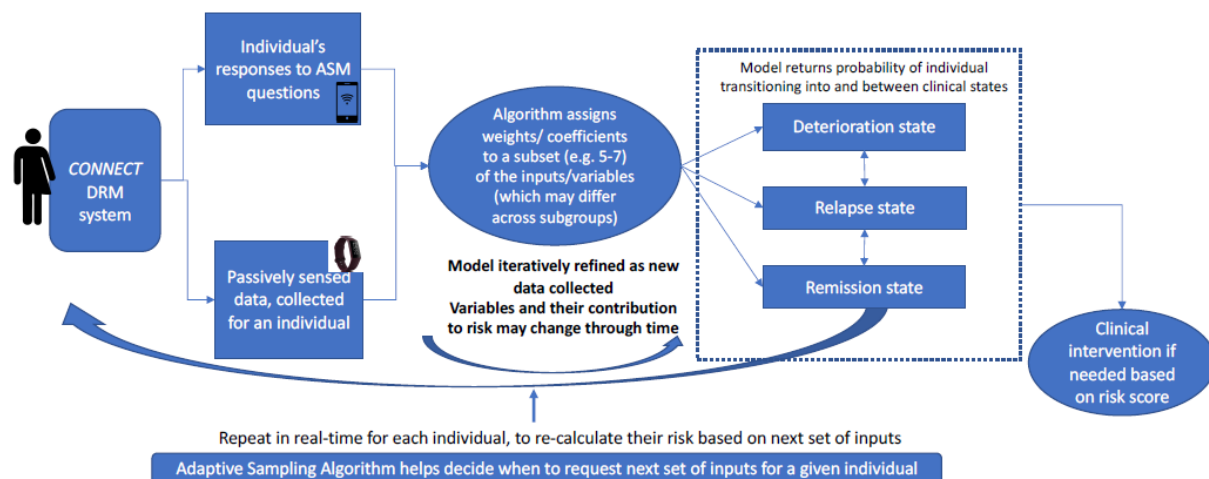 Individual's
responses to ASM
questions
CONNECT
DRM
system
Passively sensed
data, collected
for an individual
Algorithm assigns
weights/ coefficients
to a subset (e.g. 5-7)
of the inputs/variables
(which may differ
across subgroups)
Model iteratively refined as new
data collected
Variables and their contribution
to risk may change through time
Model returns probability of individual
transitioning into and between clinical states
Deterioration state
Relapse state
Remission state
Clinical
intervention if
needed based
on risk score
Repeat in real-time for each individual, to re-calculate their risk based on next set of inputs
Adaptive Sampling Algorithm helps decide when to request next set of inputs for a given individual